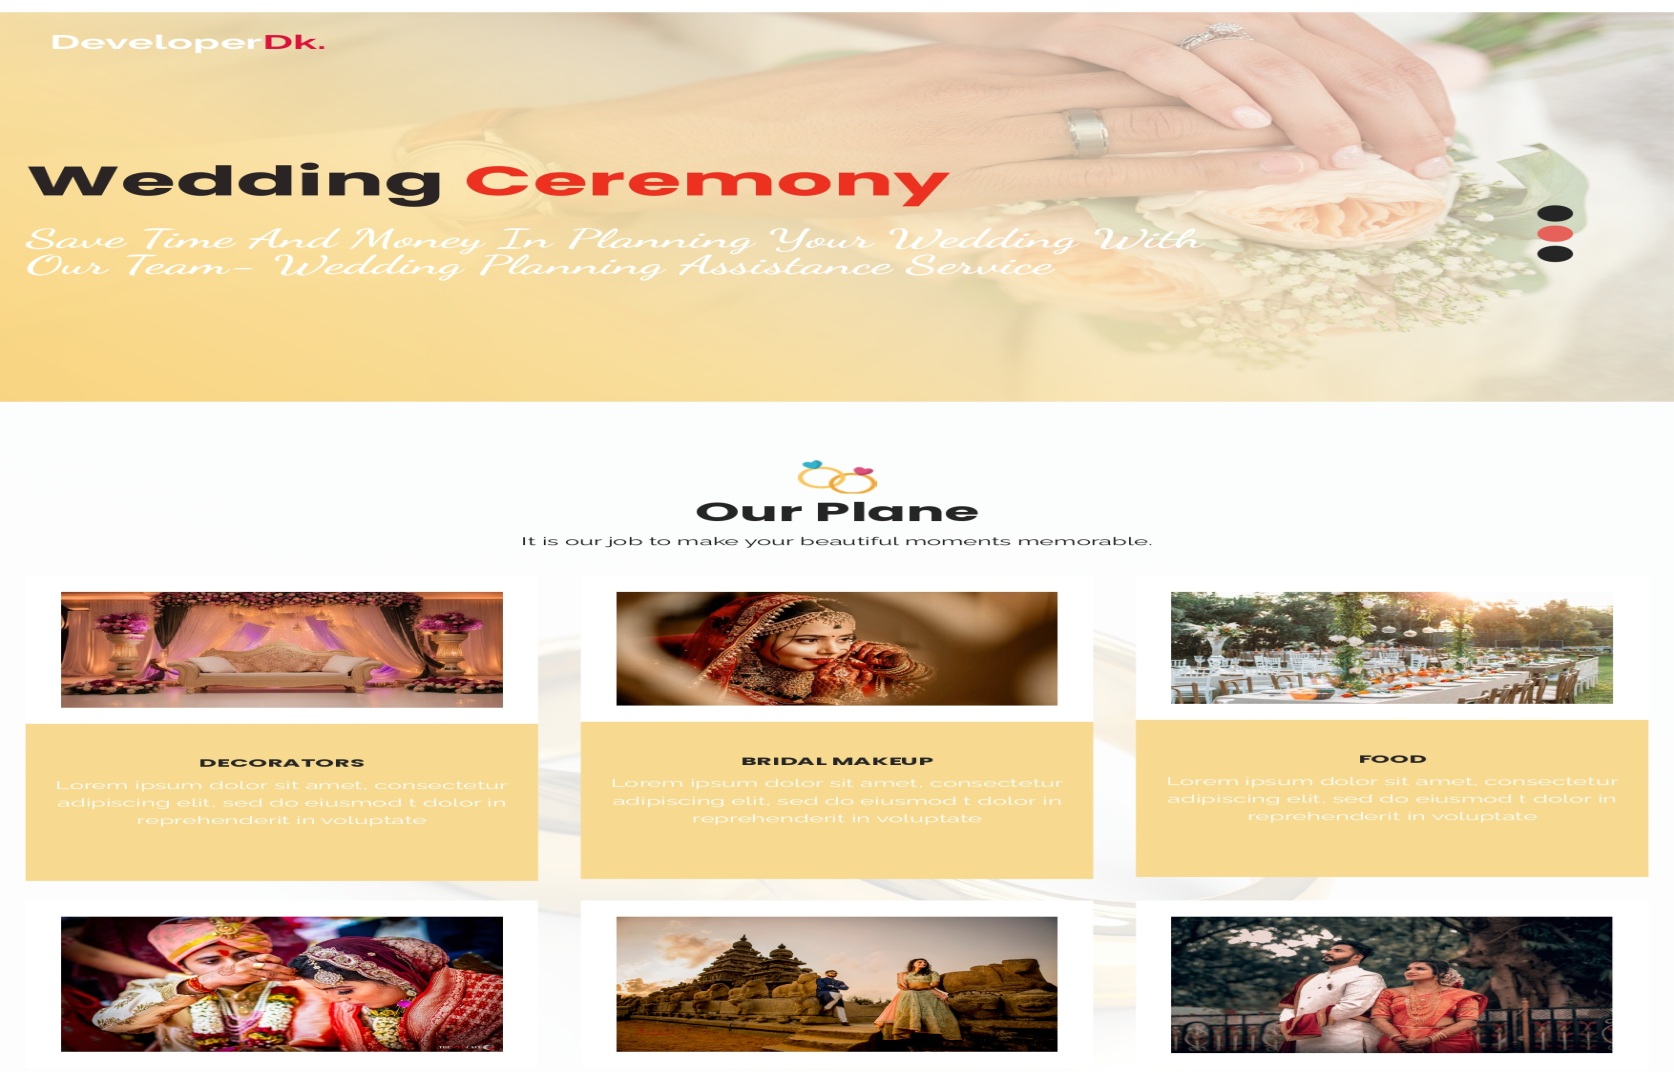 DeveloperDk.
Wedding Ceremony
Save Time And Money In Planning Your Wedding With
Our Team- Wedding Planning Assistance Service
Our Plane
It is our job to make your beautiful moments memorable.
DECORATORS
Lorem ipsum dolor sit amet, consectetur
adipiscing elit, sed do eiusmod t dolor in
reprehenderit in voluptate
BRIDAL MAKEUP
Lorem ipsum dolor sit amet, consectetur
adipiscing elit, sed do eiusmod t dolor in
reprehenderit in voluptate
FOOD
Lorem ipsum dolor sit amet, consectetur
adipiscing elit, sed do eiusmod t dolor in
reprehenderit in voluptate